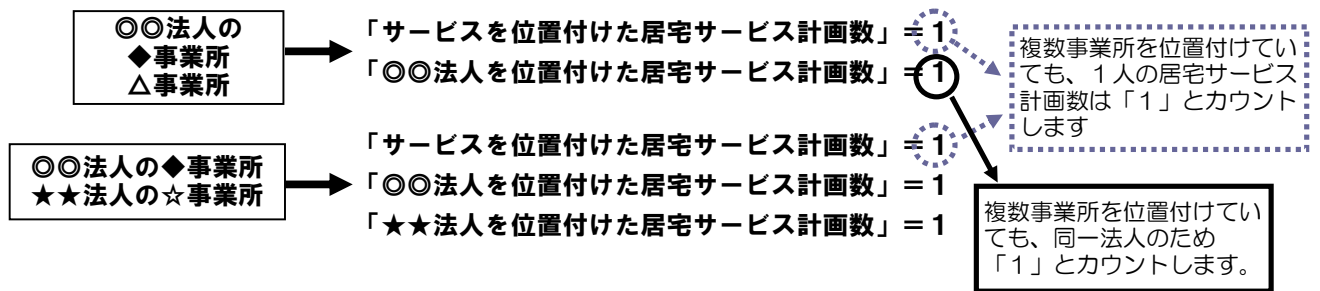 ◎◎法人の
◆事業所
△事業所
「サービスを位置付けた居宅サービス計画数」＝１
「◎◎法人を位置付けた居宅サービス計画数」＝１
複数事業所を位置付けてい
ても、１人の居宅サービス
計画数は「１」とカウント
します
◎◎法人の◆事業所
★★法人の☆事業所
「サービスを位置付けた居宅サービス計画数」＝１
「◎◎法人を位置付けた居宅サービス計画数」＝１
「★★法人を位置付けた居宅サービス計画数」＝１
複数事業所を位置付けてい
ても、同一法人のため
「１」とカウントします。